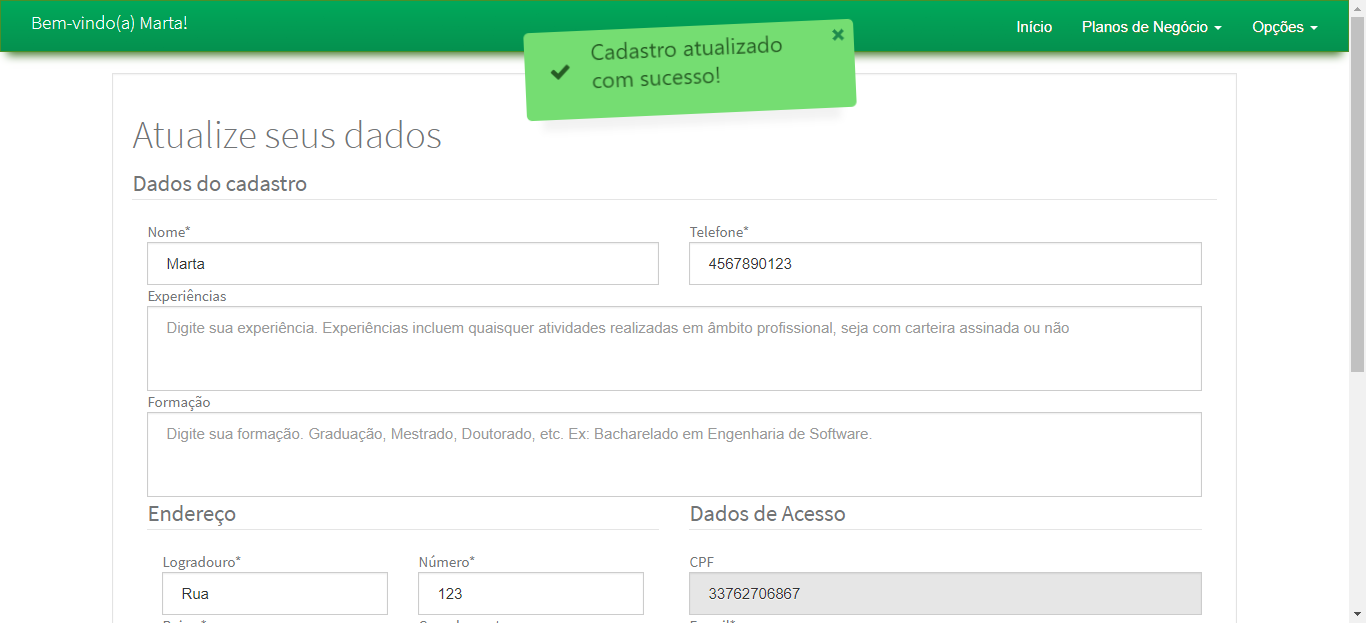 Bem-vindo(a) Marta!
Início Planos de Negócio Opções
Cadastro atualizado
com sucesso!
Atualize seus dados
Dados do cadastro
Nome* Telefone*
Marta 4567890123
Experiências
Digite sua experiência. Experiências incluem quaisquer atividades realizadas em âmbito profissional, seja com carteira assinada ou não
Formação
Digite sua formação. Graduação, Mestrado, Doutorado, etc. Ex: Bacharelado em Engenharia de Software.
Endereço Dados de Acesso
Logradouro* Número* CPF
Rua 123 33762706867